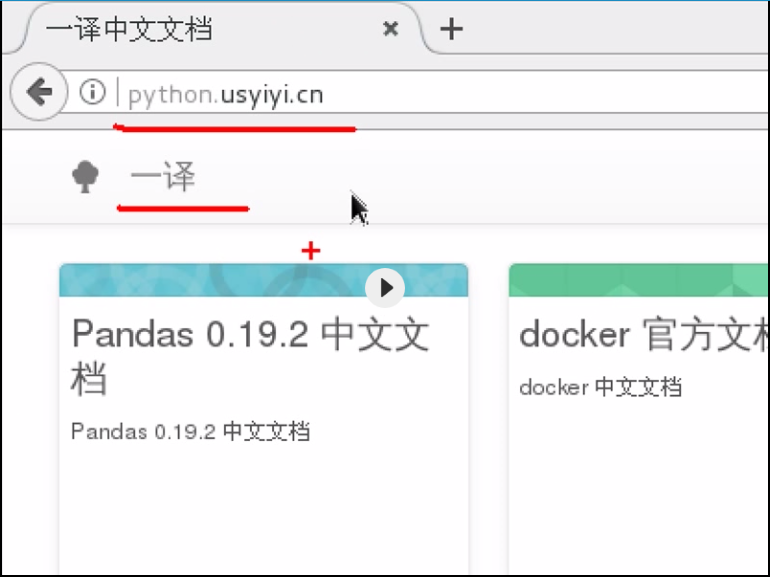 一译中文文档
python.usyiyi.cn
一译
Pandas 0.19.2 中文文
档
Pandas 0.19.2 中文文档
docker 官方文
docker 中文文档